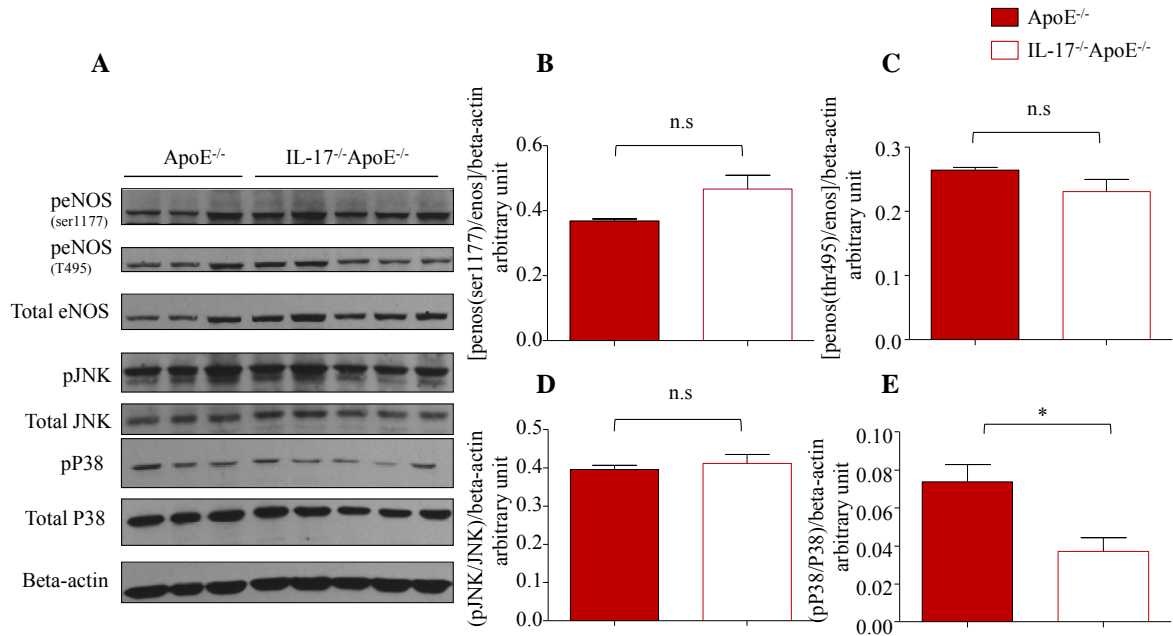 ApoE-/-
IL-17-/-ApoE-/-
A
B
C
ApoE-/-
IL-17-/-ApoE-/-
peNOS
(ser1177)
peNOS
(T495)
Total eNOS
pJNK
Total JNK
pP38
Total P38
Beta-actin
[penos(ser1177)/enos]/beta-actin
arbitrary unit
n.s
0.6
0.4
0.2
0.0
[penos(thr495)/enos]/beta-actin
arbitrary unit
n.s
0.3
0.2
0.1
0.0
D
E
(pJNK/JNK)/beta-actin
arbitrary unit
n.s
0.5
0.4
0.3
0.2
0.1
0.0
(pP38/P38)/beta-actin
arbitrary unit
*
0.10
0.08
0.06
0.04
0.02
0.00